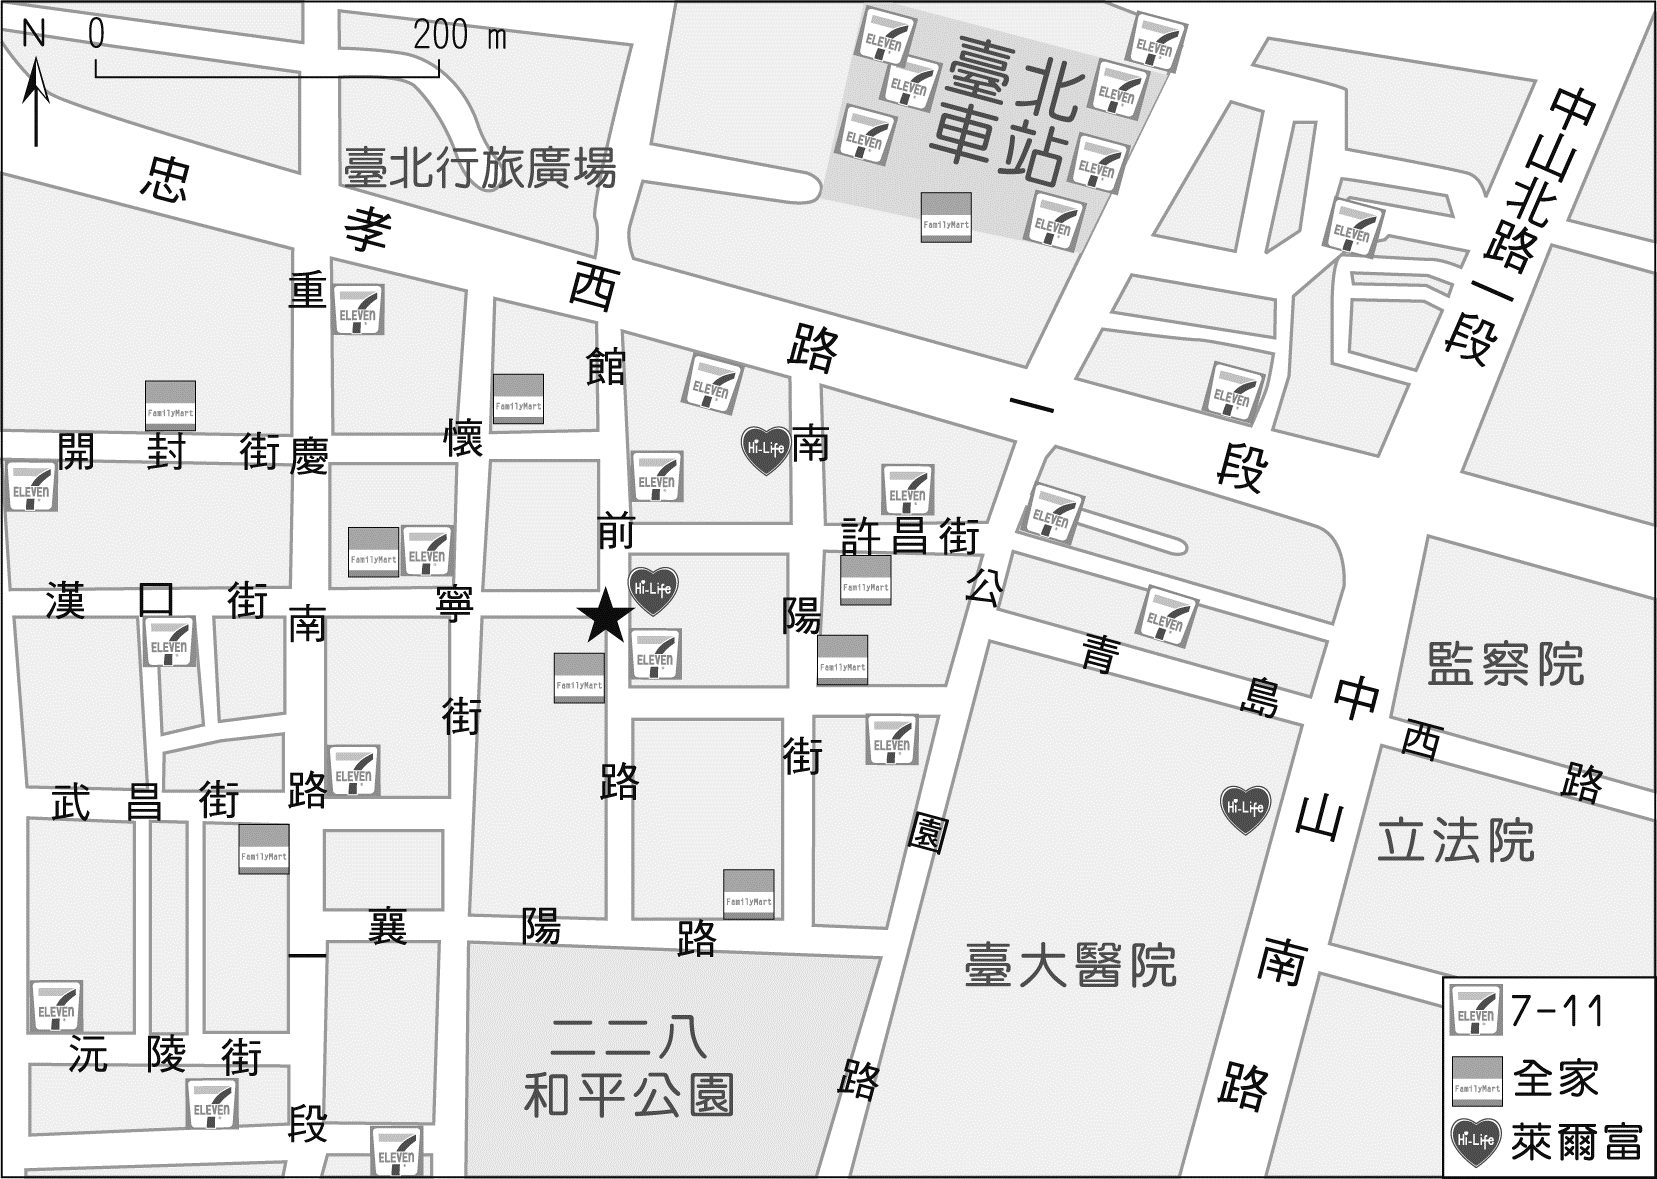 N 0 200 m
臺北車站
臺北行旅廣場
忠孝西路一段
中山北路一段
重慶南路一段
館前路
懷寧街
南陽街
開封街
許昌街
漢口街
公園路
青島西路
中山南路
監察院
武昌街
立法院
襄陽路
臺大醫院
二二八
和平公園
沅陵街
ELEVEN 7-11
FamilyMart 全家
Hi-Life 萊爾富